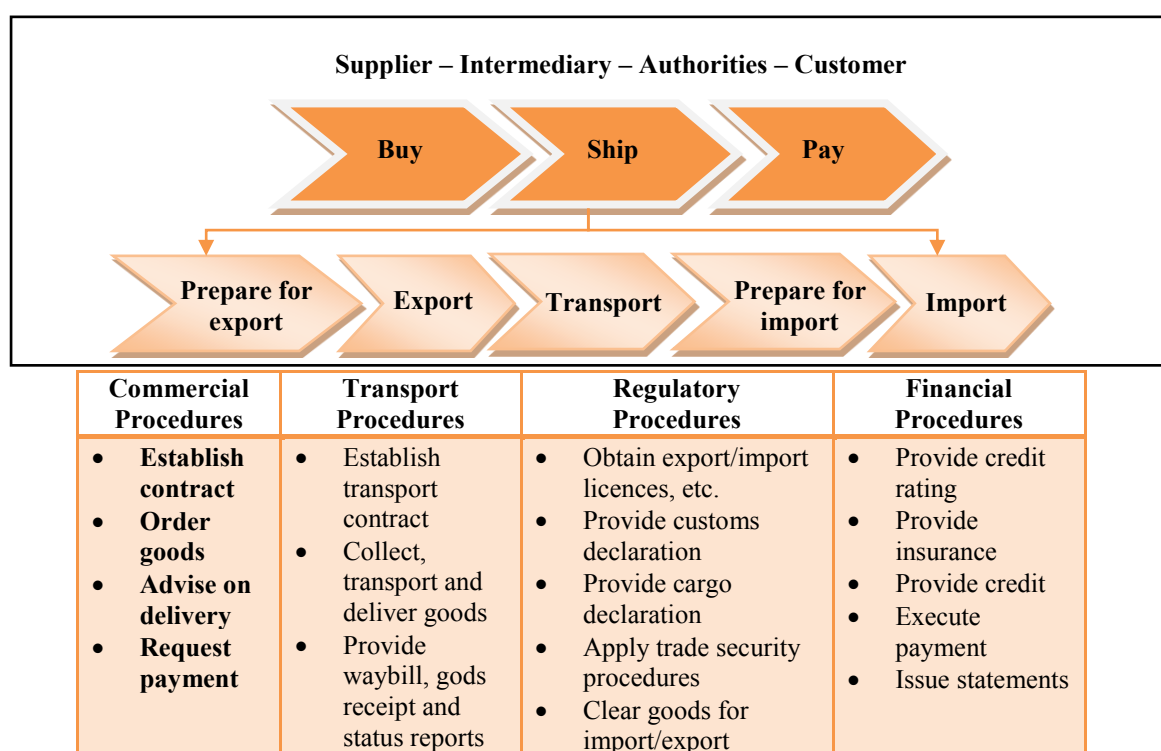 Supplier – Intermediary – Authorities – Customer
Buy
Ship
Pay
Prepare for
export
Export
Transport
Prepare for
import
Import
Commercial
Procedures
Transport
Procedures
Regulatory
Procedures
Financial
Procedures
• Establish
contract
• Order
goods
• Advise on
delivery
• Request
payment
• Establish
transport
contract
• Collect,
transport and
deliver goods
• Provide
waybill, gods
receipt and
status reports
• Obtain export/import
licences, etc.
• Provide customs
declaration
• Provide cargo
declaration
• Apply trade security
procedures
• Clear goods for
import/export
• Provide credit
rating
• Provide
insurance
• Provide credit
• Execute
payment
• Issue statements